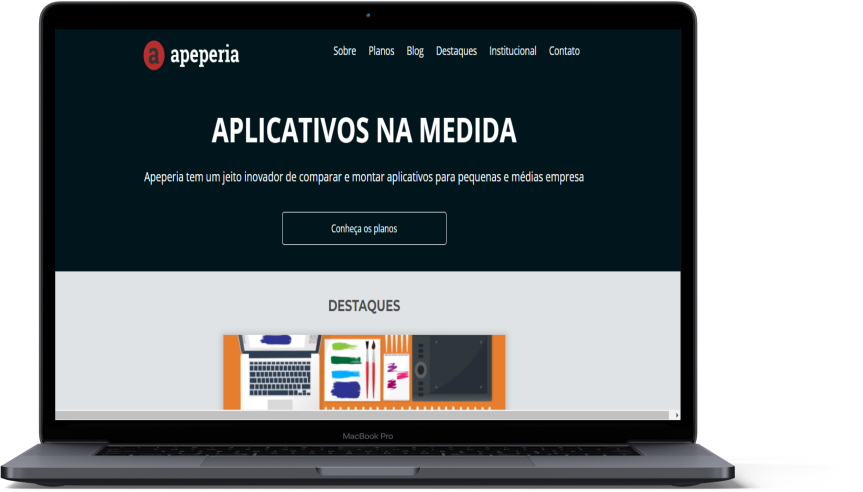 a apeperia
Sobre Planos Blog Destaques Institucional Contato
APLICATIVOS NA MEDIDA
Apeperia tem um jeito inovador de comparar e montar aplicativos para pequenas e médias empresa
Conheça os planos
DESTAQUES
MacBook Pro